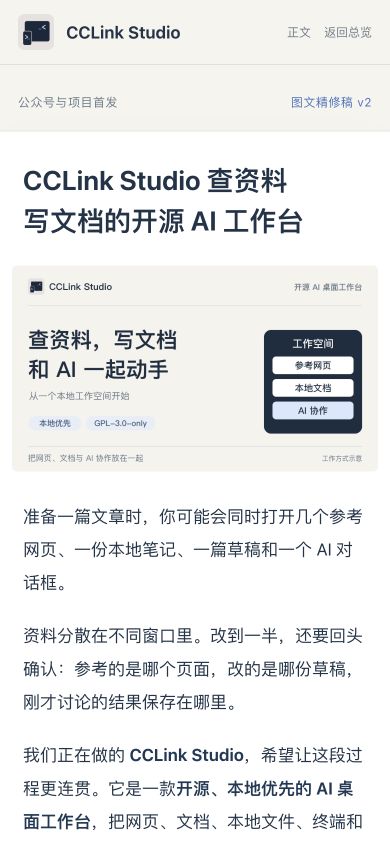 CCLink Studio
正文 返回总览
公众号与项目首发
图文精修稿 v2
CCLink Studio 查资料
写文档的开源 AI 工作台
CCLink Studio
开源 AI 桌面工作台
查资料，写文档
和 AI 一起动手
从一个本地工作空间开始
本地优先 GPL-3.0-only
工作空间
参考网页
本地文档
AI 协作
把网页、文档与 AI 协作放在一起
工作方式示意
准备一篇文章时，你可能会同时打开几个参考
网页、一份本地笔记、一篇草稿和一个 AI 对
话框。
资料分散在不同窗口里。改到一半，还要回头
确认：参考的是哪个页面，改的是哪份草稿，
刚才讨论的结果保存在哪里。
我们正在做的 CCLink Studio，希望让这段过
程更连贯。它是一款开源、本地优先的 AI 桌
面工作台，把网页、文档、本地文件、终端和